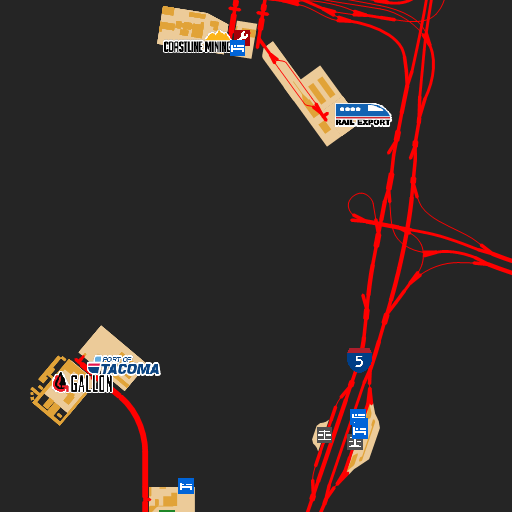 COASTLINE MINING
RAIL EXPORT
5
PORT OF
TACOMA
GALLON